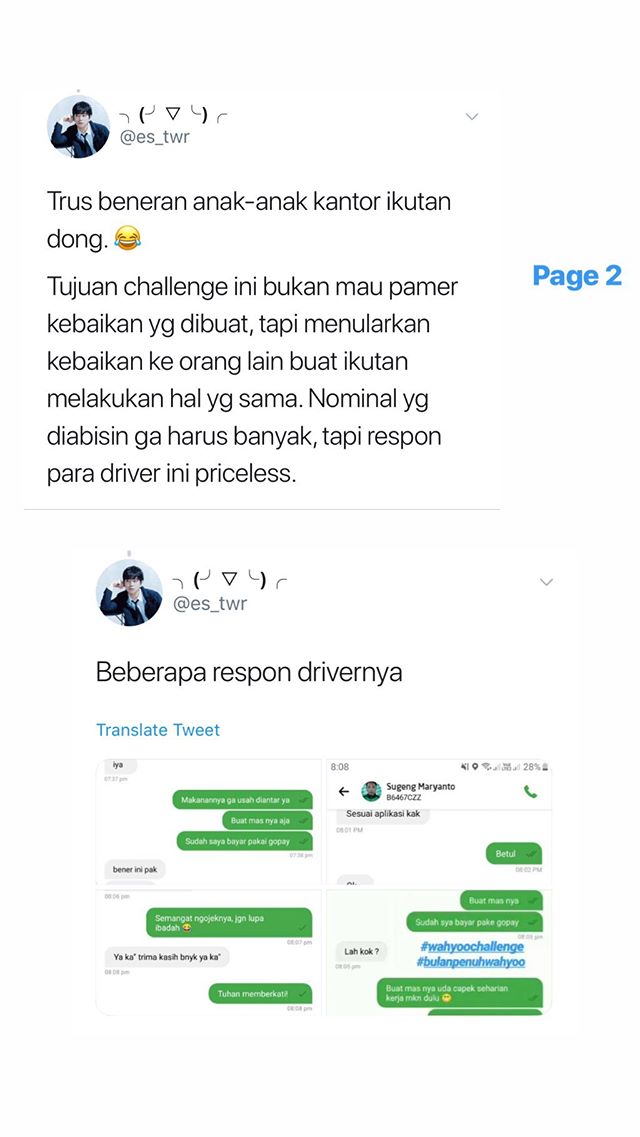 ╮(╯ ▽ ╰)╭
@es_twr
Trus beneran anak-anak kantor ikutan
dong. 😂
Page 2
Tujuan challenge ini bukan mau pamer
kebaikan yg dibuat, tapi menularkan
kebaikan ke orang lain buat ikutan
melakukan hal yg sama. Nominal yg
diabisin ga harus banyak, tapi respon
para driver ini priceless.
╮(╯ ▽ ╰)╭
@es_twr
Beberapa respon drivernya
Translate Tweet
iya
07:37 pm
Makanannya ga usah diantar ya
Buat mas nya aja
Sudah saya bayar pakai gopay
07:38 pm
bener ini pak
8:08
28%
Sugeng Maryanto
B6467CZZ
Sesuai aplikasi kak
08:01 PM
Betul
08:02 PM
08:06 pm
Semangat ngojeknya, jgn lupa
ibadah 😄
08:07 pm
Ya ka" trima kasih bnyk ya ka"
08:08 pm
Tuhan memberkati!
08:08 pm
Buat mas nya
Sudah sya bayar pake gopay
08:05 pm
#wahyoochallenge
#bulanpenuhwahyoo
Lah kok ?
08:05 pm
Buat mas nya uda capek seharian
kerja mkn dulu 😁